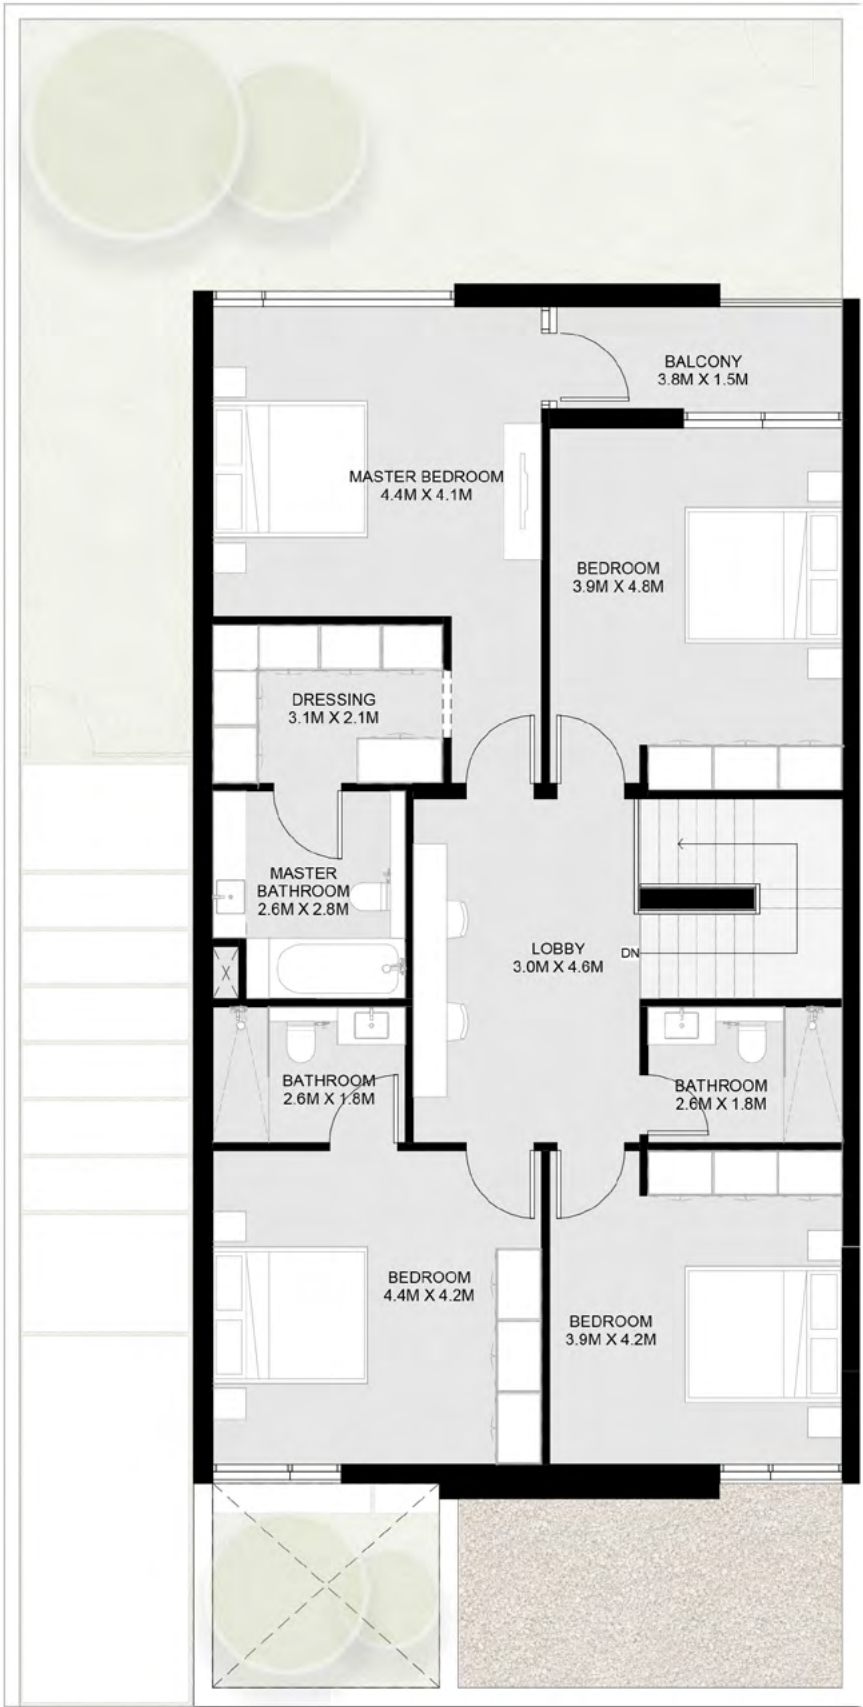 BALCONY
3.8M X 1.5M
MASTER BEDROOM
4.4M X 4.1M
BEDROOM
3.9M X 4.8M
DRESSING
3.1M X 2.1M
MASTER
BATHROOM
2.6M X 2.8M
LOBBY
3.0M X 4.6M
DN
BATHROOM
2.6M X 1.8M
BATHROOM
2.6M X 1.8M
BEDROOM
4.4M X 4.2M
BEDROOM
3.9M X 4.2M